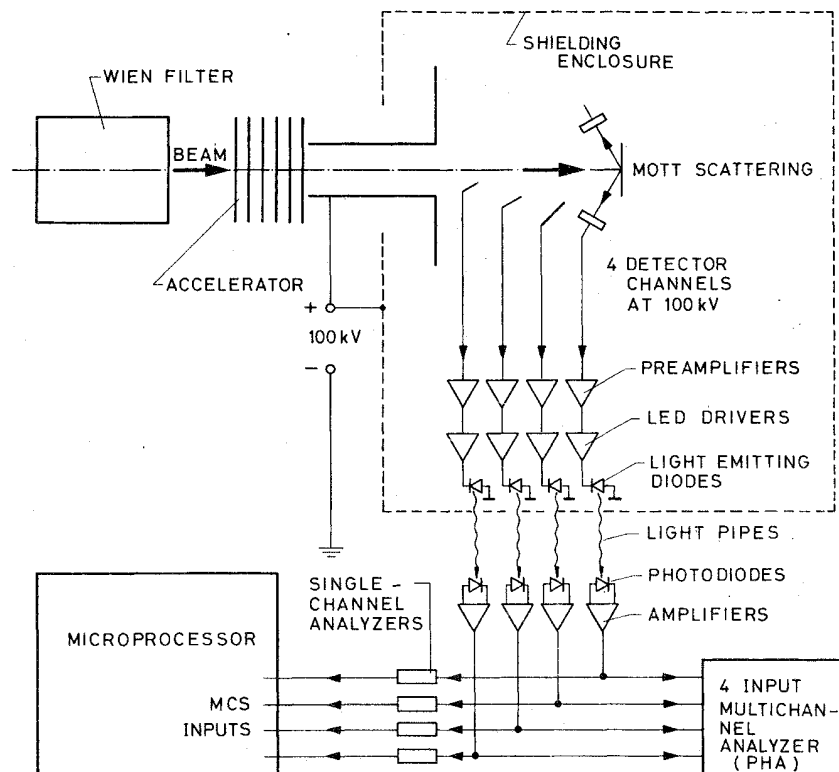 SHIELDING
ENCLOSURE
WIEN FILTER
BEAM
MOTT SCATTERING
ACCELERATOR
4 DETECTOR
CHANNELS
AT 100kV
+
100kV
-
PREAMPLIFIERS
LED DRIVERS
LIGHT EMITTING
DIODES
LIGHT PIPES
SINGLE-
CHANNEL
ANALYZERS
PHOTODIODES
AMPLIFIERS
MICROPROCESSOR
MCS
INPUTS
4 INPUT
MULTICHAN-
NEL
ANALYZER
(PHA)